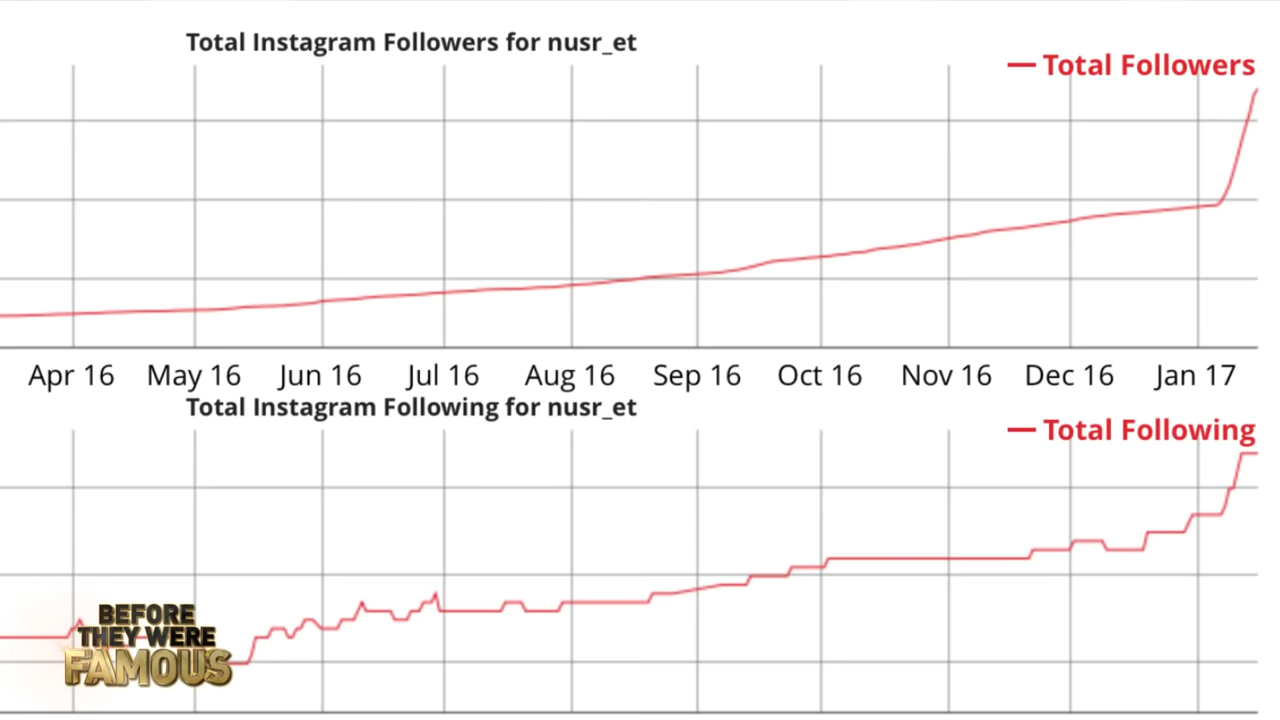 Total Instagram Followers for nusr_et
Total Followers
Apr 16 May 16 Jun 16 Jul 16 Aug 16 Sep 16 Oct 16 Nov 16 Dec 16 Jan 17
Total Instagram Following for nusr_et
Total Following
BEFORE
THEY WERE
FAMOUS